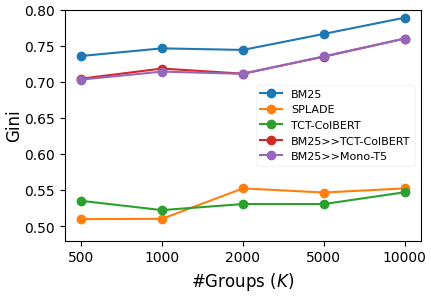 0.80
0.75
0.70
0.65
0.60
0.55
0.50
Gini
BM25
SPLADE
TCT-ColBERT
BM25>>TCT-ColBERT
BM25>>Mono-T5
500 1000 2000 5000 10000
#Groups (K)